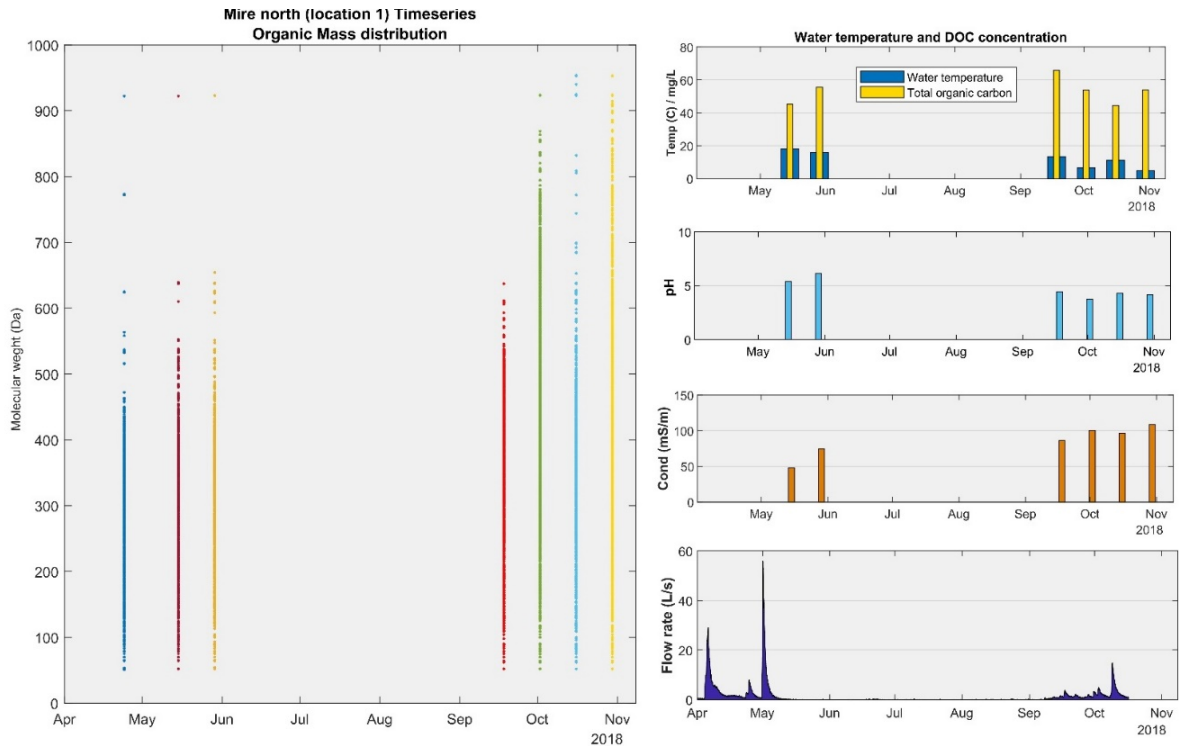 Mire north (location 1) Timeseries
Organic Mass distribution
Molecular weght (Da)
1000
900
800
700
600
500
400
300
200
100
0
Apr May Jun Jul Aug Sep Oct Nov
2018
Water temperature and DOC concentration
Temp (C) / mg/L
80
60
40
20
0
Water temperature
Total organic carbon
May Jun Jul Aug Sep Oct Nov
2018
pH
10
5
0
May Jun Jul Aug Sep Oct Nov
2018
Cond (mS/m)
150
100
50
0
May Jun Jul Aug Sep Oct Nov
2018
Flow rate (L/s)
60
40
20
0
Apr May Jun Jul Aug Sep Oct Nov
2018